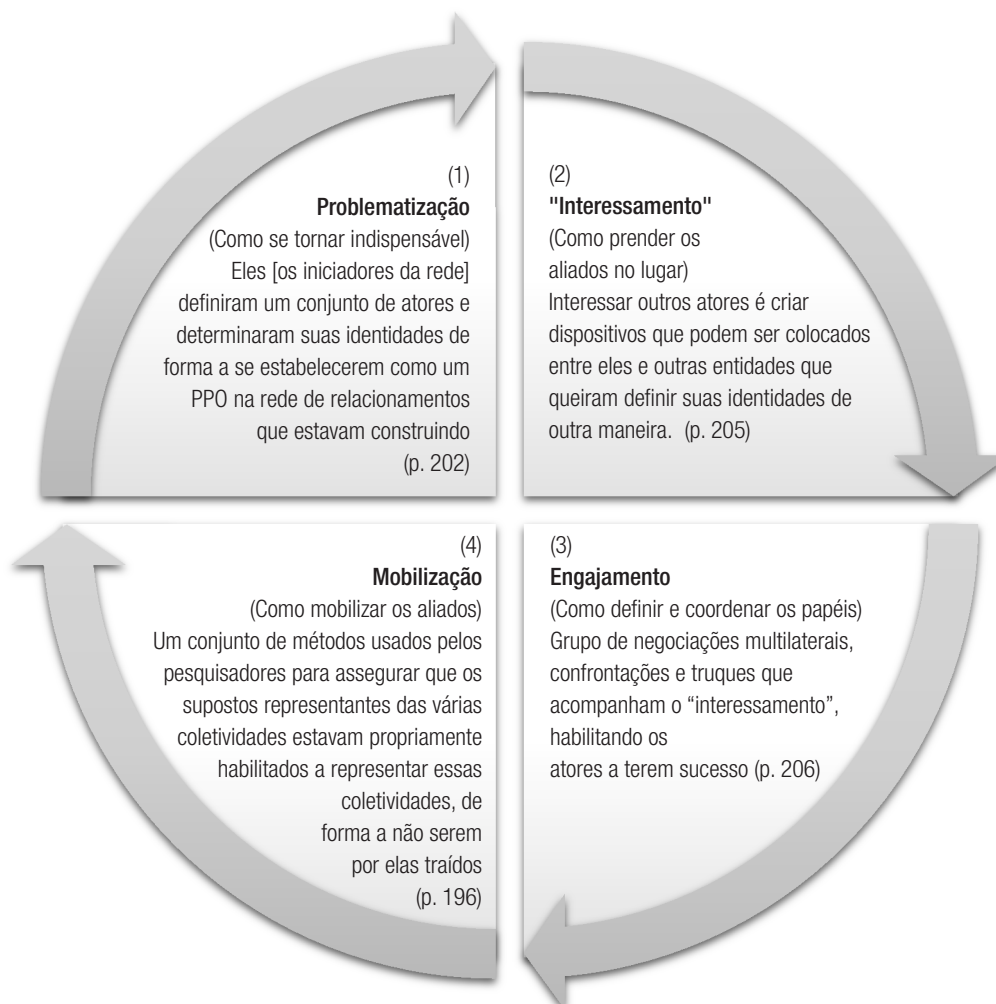 (1)
Problematização
(Como se tornar indispensável)
Eles [os iniciadores da rede]
definiram um conjunto de atores e
determinaram suas identidades de
forma a se estabelecerem como um
PPO na rede de relacionamentos
que estavam construindo
(p. 202)
(2)
"Interessamento"
(Como prender os
aliados no lugar)
Interessar outros atores é criar
dispositivos que podem ser colocados
entre eles e outras entidades que
queiram definir suas identidades de
outra maneira. (p. 205)
(3)
Engajamento
(Como definir e coordenar os papéis)
Grupo de negociações multilaterais,
confrontações e truques que
acompanham o “interessamento”,
habilitando os
atores a terem sucesso (p. 206)
(4)
Mobilização
(Como mobilizar os aliados)
Um conjunto de métodos usados pelos
pesquisadores para assegurar que os
supostos representantes das várias
coletividades estavam propriamente
habilitados a representar essas
coletividades, de
forma a não serem
por elas traídos
(p. 196)